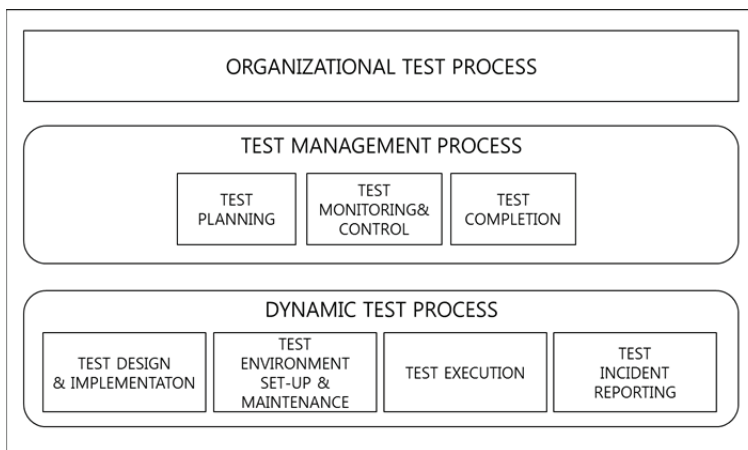 ORGANIZATIONAL TEST PROCESS
TEST MANAGEMENT PROCESS
TEST
PLANNING
TEST
MONITORING&
CONTROL
TEST
COMPLETION
DYNAMIC TEST PROCESS
TEST DESIGN
& IMPLEMENTATON
TEST
ENVIRONMENT
SET-UP &
MAINTENANCE
TEST EXECUTION
TEST
INCIDENT
REPORTING